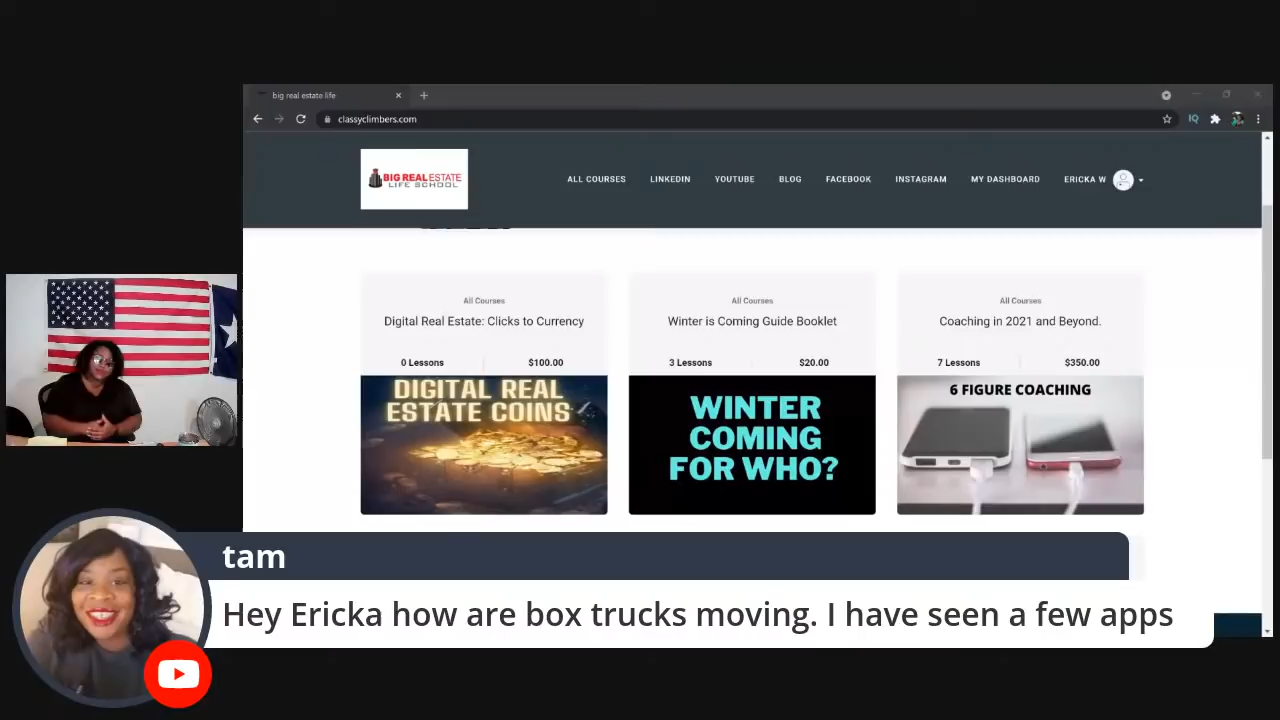 big real estate life
classyclimbers.com
IQ
BIG REAL ESTATE
LIFE SCHOOL
ALL COURSES
LINKEDIN
YOUTUBE
BLOG
FACEBOOK
INSTAGRAM
MY DASHBOARD
ERICKA W
All Courses
Digital Real Estate: Clicks to Currency
0 Lessons
$100.00
DIGITAL REAL
ESTATE COINS
All Courses
Winter is Coming Guide Booklet
3 Lessons
$20.00
WINTER
COMING
FOR WHO?
All Courses
Coaching in 2021 and Beyond.
7 Lessons
$350.00
6 FIGURE COACHING
tam
Hey Ericka how are box trucks moving. I have seen a few apps